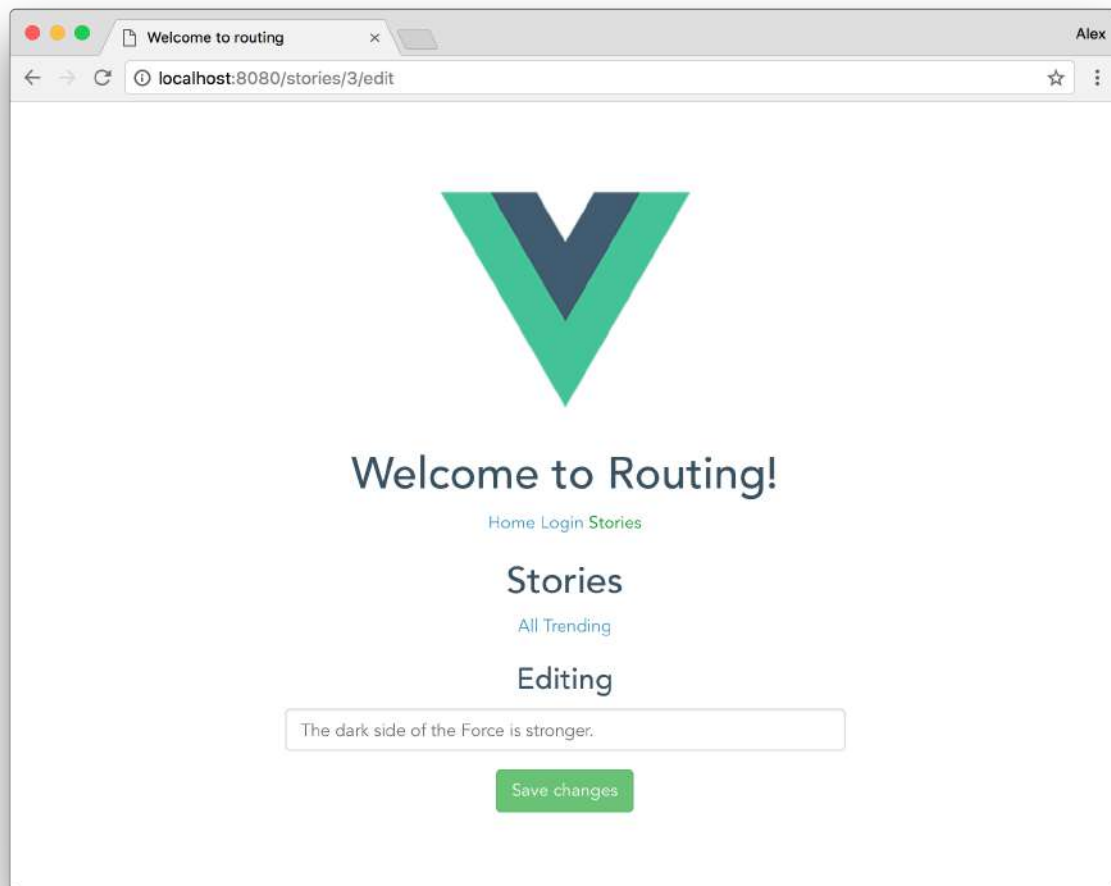 Welcome to routing
Alex
localhost:8080/stories/3/edit
Welcome to Routing!
Home Login Stories
Stories
All Trending
Editing
The dark side of the Force is stronger.
Save changes